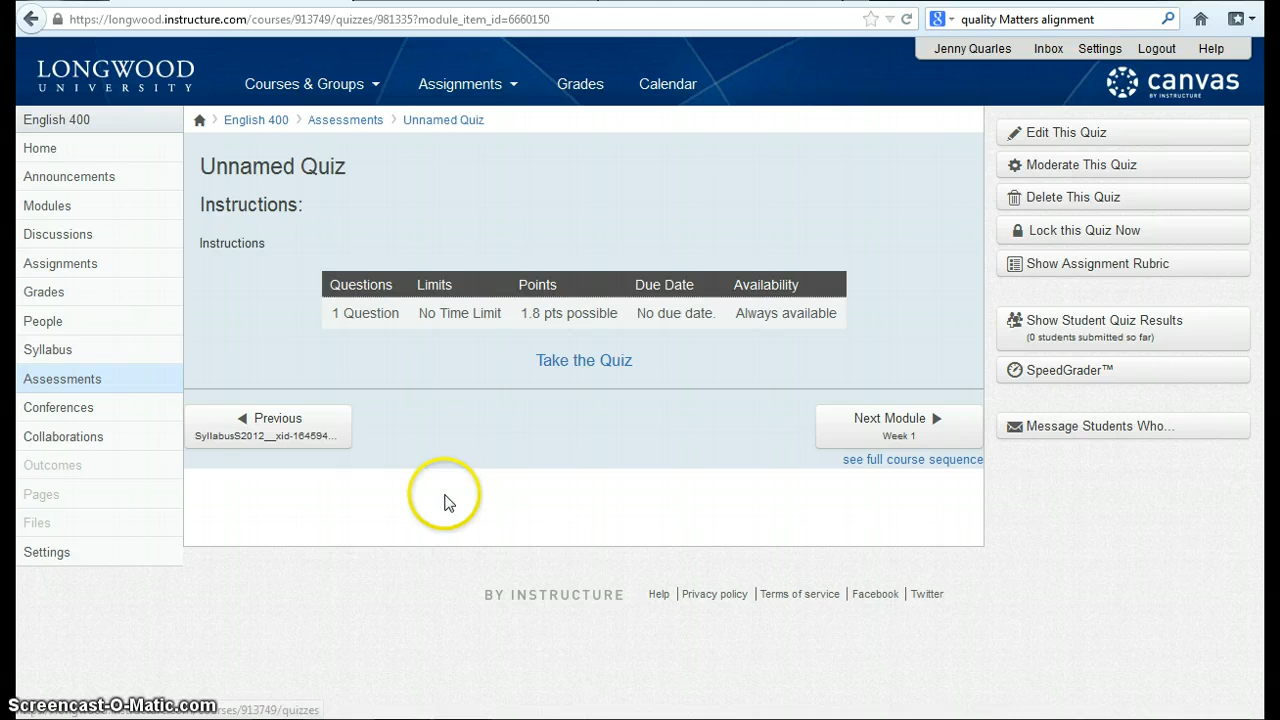 https://longwood.instructure.com/courses/913749/quizzes/981335?module_item_id=6660150
quality Matters alignment
Jenny Quarles Inbox Settings Logout Help
LONGWOOD
UNIVERSITY
Courses & Groups Assignments Grades Calendar
canvas
BY INSTRUCTURE
English 400
Home
Announcements
Modules
Discussions
Assignments
Grades
People
Syllabus
Assessments
Conferences
Collaborations
Outcomes
Pages
Files
Settings
English 400 Assessments Unnamed Quiz
Unnamed Quiz
Instructions:
Instructions
Questions Limits Points Due Date Availability
1 Question No Time Limit 1.8 pts possible No due date. Always available
Take the Quiz
Previous
SyllabusS2012__xid-164594...
Next Module
Week 1
see full course sequence
Edit This Quiz
Moderate This Quiz
Delete This Quiz
Lock this Quiz Now
Show Assignment Rubric
Show Student Quiz Results
(0 students submitted so far)
SpeedGrader™
Message Students Who...
BY INSTRUCTURE Help Privacy policy Terms of service Facebook Twitter
Screencast-O-Matic.com
/courses/913749/quizzes